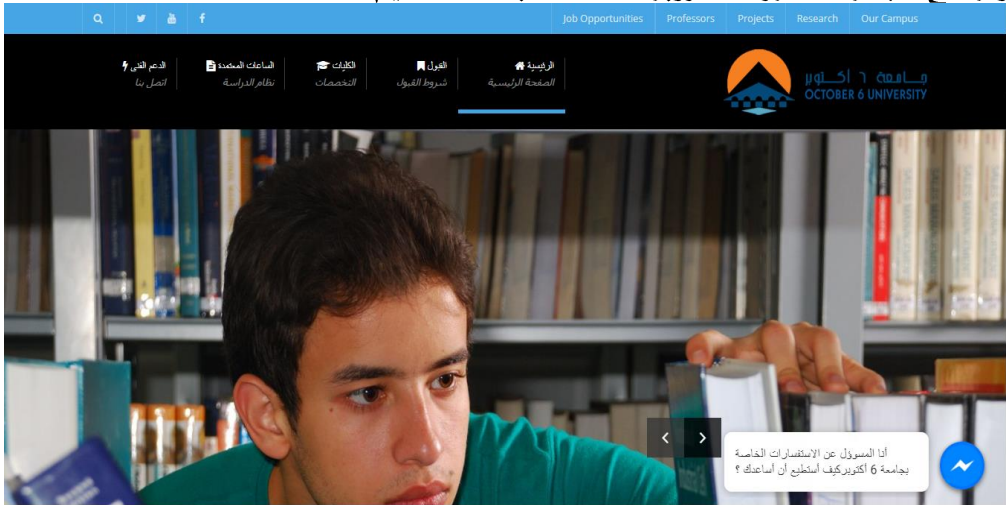 Job Opportunities
Professors
Projects
Research
Our Campus
جامعة ٦ أكتوبر
OCTOBER 6 UNIVERSITY
الرئيسية
الصفحة الرئيسية
القبول
شروط القبول
الكليات
التخصصات
الساعات المعتمدة
نظام الدراسة
الدعم الفنى
اتصل بنا
أنا المسوؤل عن الاستفسارات الخاصة
بجامعة 6 أكتوبركيف أستطيع أن أساعدك ؟